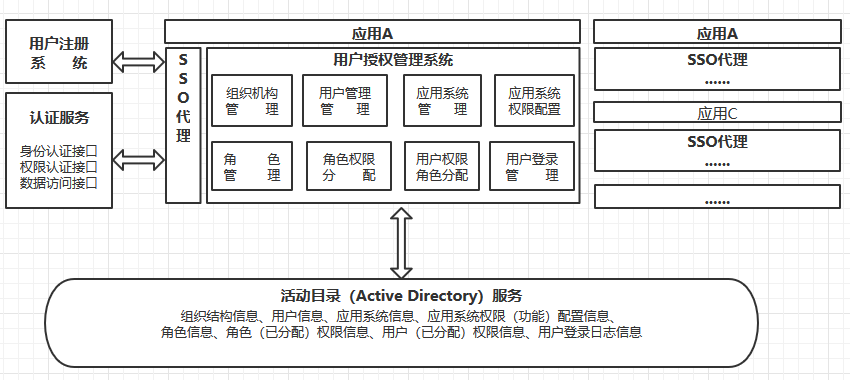 用户注册
系 统
认证服务
身份认证接口
权限认证接口
数据访问接口
应用A
S
S
O
代
理
用户授权管理系统
组织机构
管 理
用户管理
管 理
应用系统
管 理
应用系统
权限配置
角 色
管 理
角色权限
分 配
用户权限
角色分配
用户登录
管 理
应用A
SSO代理
......
应用C
SSO代理
......
......
活动目录（Active Directory）服务
组织结构信息、用户信息、应用系统信息、应用系统权限（功能）配置信息、
角色信息、角色（已分配）权限信息、用户（已分配）权限信息、用户登录日志信息